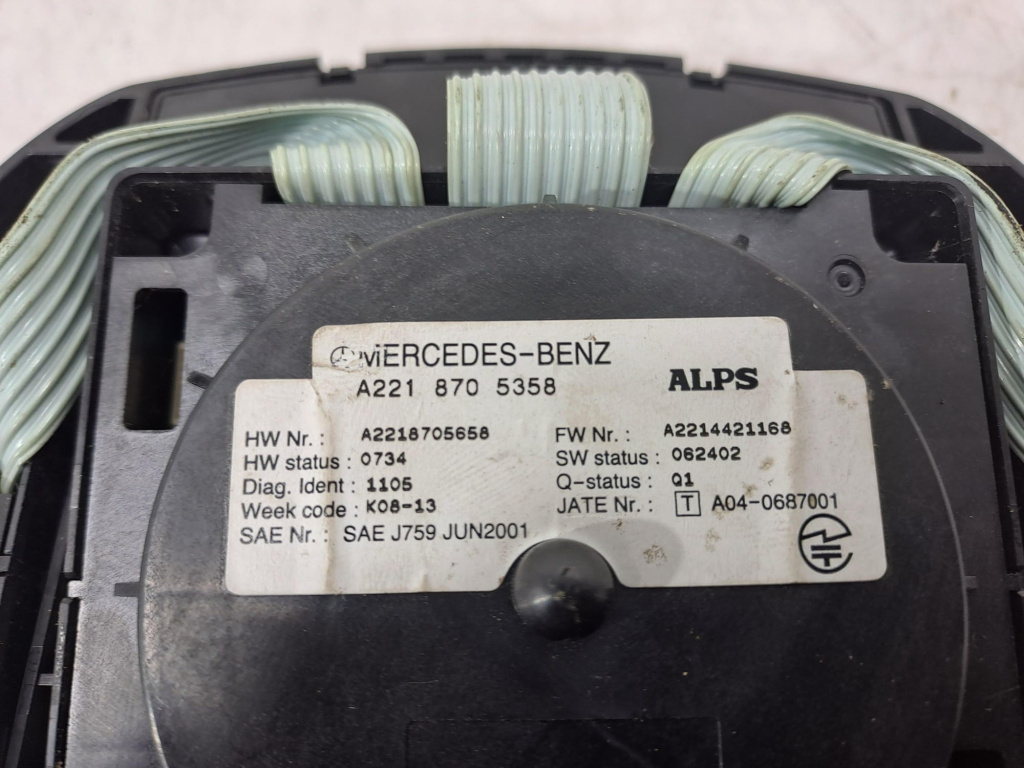 MERCEDES-BENZ
A221 870 5358
ALPS
HW Nr.: A2218705658
HW status: 0734
Diag. Ident: 1105
Week code: K08-13
SAE Nr.: SAE J759 JUN2001
FW Nr.: A2214421168
SW status: 062402
Q-status: Q1
JATE Nr.: T A04-0687001